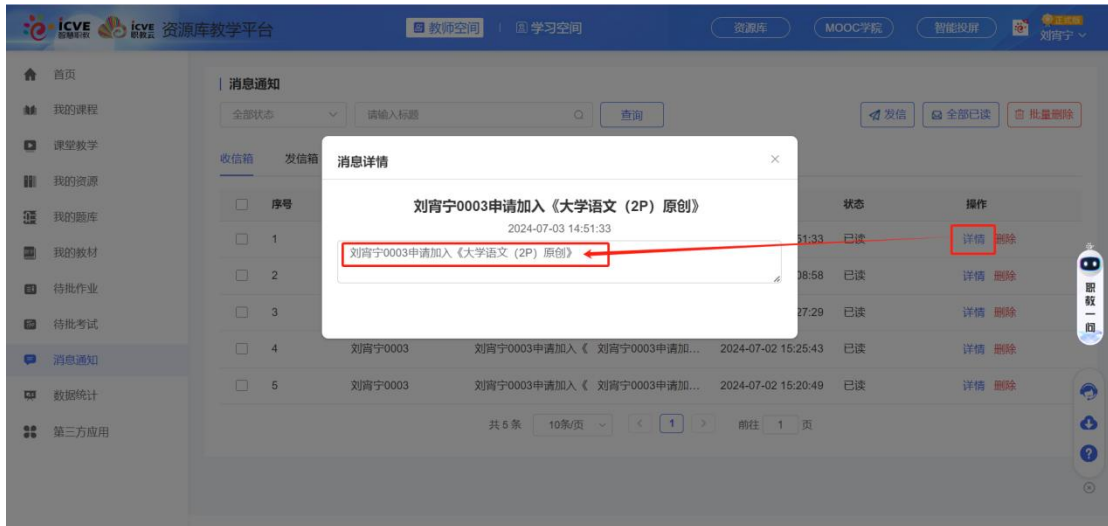 icve 智慧职教 icve 职教云 资源库教学平台 教师空间 学习空间 资源库 MOOC学院 智能投屏 正式版
刘宵宁
首页
我的课程
课堂教学
我的资源
我的题库
我的教材
待批作业
待批考试
消息通知
数据统计
第三方应用
消息通知
全部状态 请输入标题 查询 发信 全部已读 批量删除
收信箱 发信箱
序号 状态 操作
1 51:33 已读 详情 删除
2 08:58 已读 详情 删除
3 27:29 已读 详情 删除
4 刘宵宁0003 刘宵宁0003申请加入《 刘宵宁0003申请加... 2024-07-02 15:25:43 已读 详情 删除
5 刘宵宁0003 刘宵宁0003申请加入《 刘宵宁0003申请加... 2024-07-02 15:20:49 已读 详情 删除
共 5 条 10条/页 1 前往 1 页
消息详情
刘宵宁0003申请加入《大学语文（2P）原创》
2024-07-03 14:51:33
刘宵宁0003申请加入《大学语文（2P）原创》
职教一问